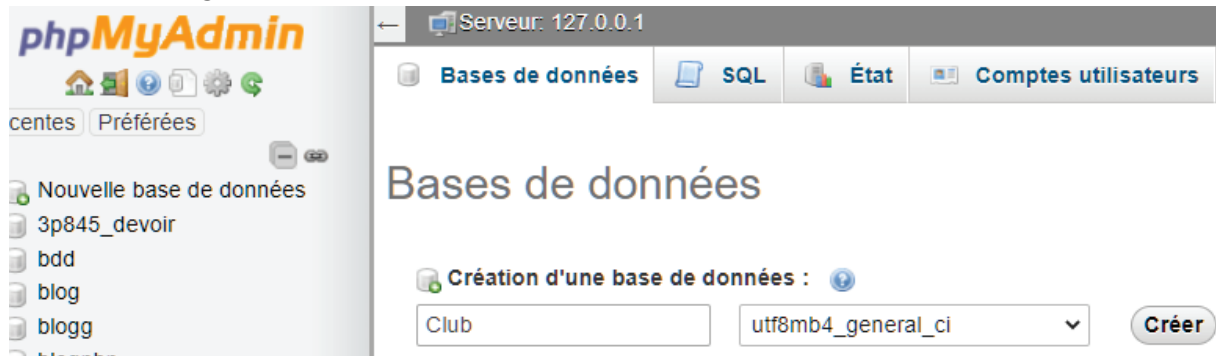 phpMyAdmin
centes Préférées
Nouvelle base de données
3p845_devoir
bdd
blog
blogg
← Serveur: 127.0.0.1
Bases de données SQL État Comptes utilisateurs
Bases de données
Création d'une base de données :
Club utf8mb4_general_ci Créer